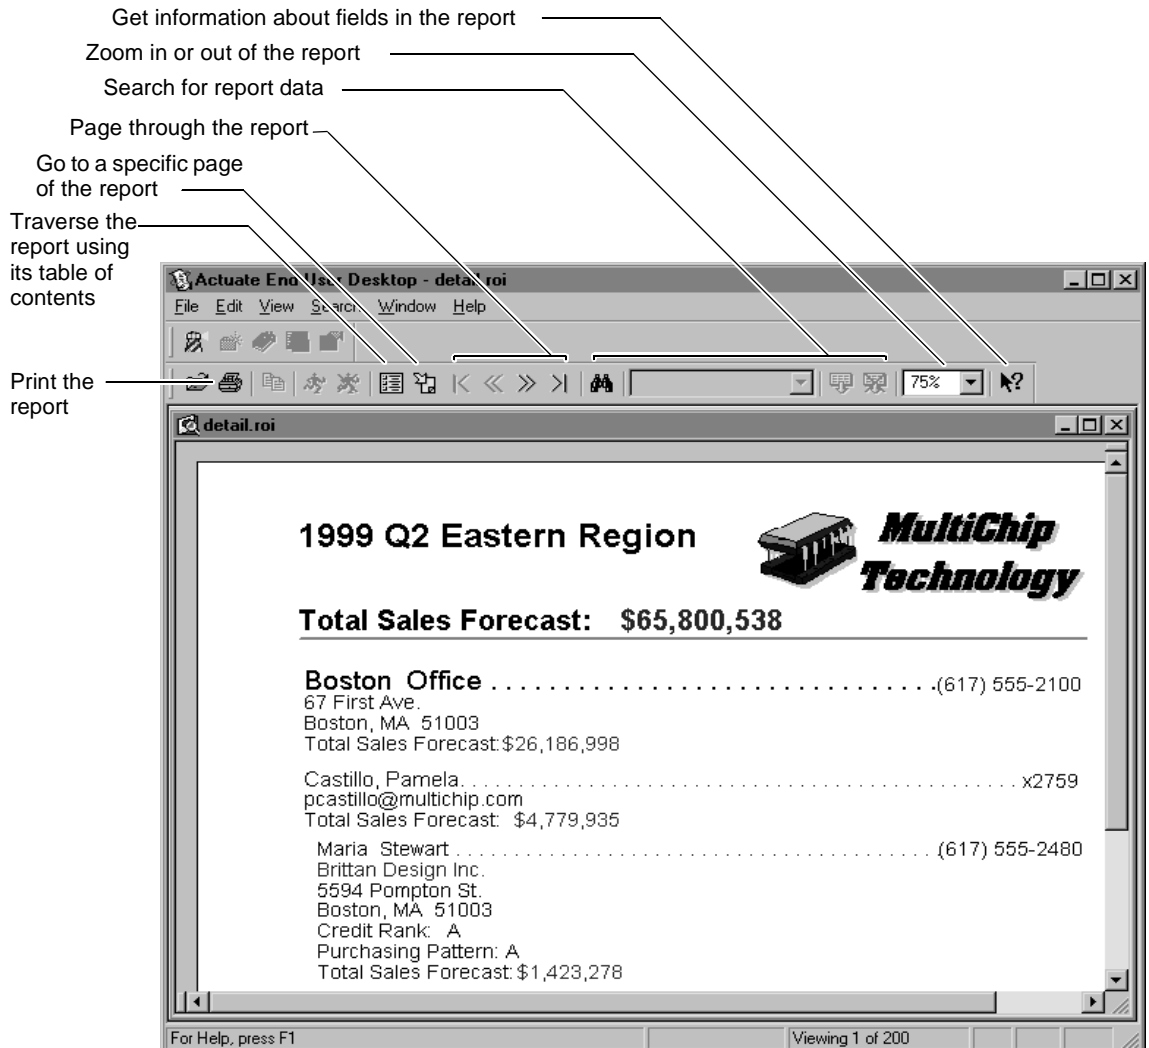 Get information about fields in the report
Zoom in or out of the report
Search for report data
Page through the report
Go to a specific page
of the report
Traverse the
report using
its table of
contents
Print the
report
Actuate End User Desktop - detail.roi
File Edit View Search Window Help
75%
detail.roi
1999 Q2 Eastern Region
MultiChip
Technology
Total Sales Forecast: $65,800,538
Boston Office . . . . . . . . . . . . . . . . . . . . . . . . . . . . . . . . . (617) 555-2100
67 First Ave.
Boston, MA 51003
Total Sales Forecast: $26,186,998
Castillo, Pamela. . . . . . . . . . . . . . . . . . . . . . . . . . . . . . . . . . . . . . . . x2759
pcastillo@multichip.com
Total Sales Forecast: $4,779,935
Maria Stewart . . . . . . . . . . . . . . . . . . . . . . . . . . . . . . . . . . (617) 555-2480
Brittan Design Inc.
5594 Pompton St.
Boston, MA 51003
Credit Rank: A
Purchasing Pattern: A
Total Sales Forecast: $1,423,278
For Help, press F1
Viewing 1 of 200